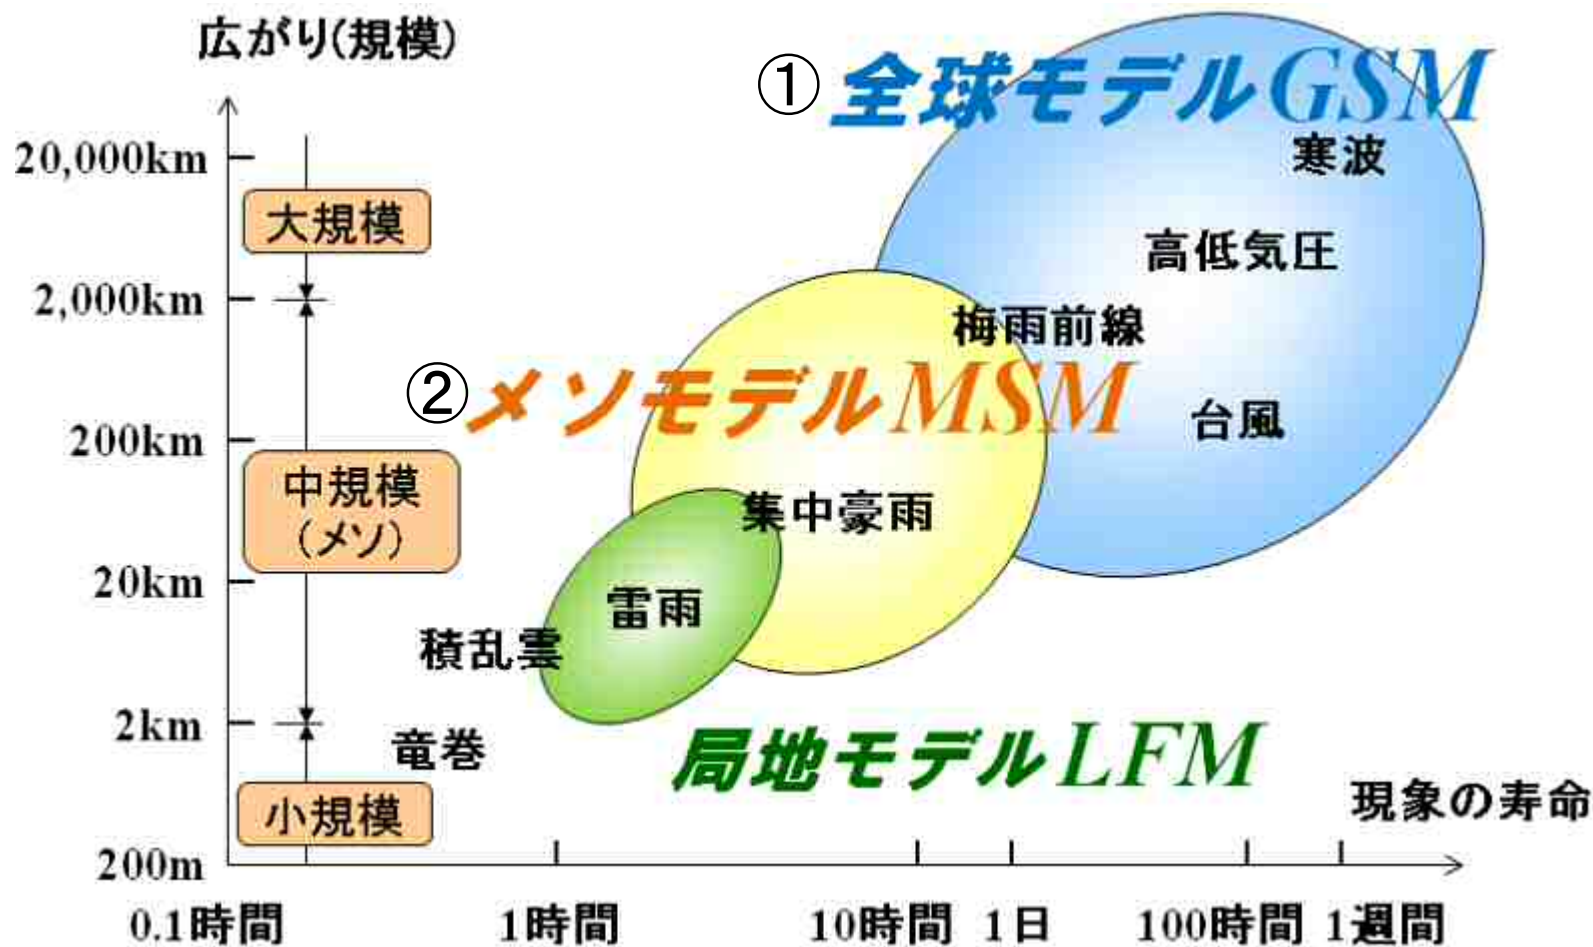 広がり(規模)
① 全球モデルGSM
寒波
20,000km
大規模
高低気圧
2,000km
梅雨前線
② メソモデルMSM
台風
200km
中規模
(メソ)
集中豪雨
20km
雷雨
積乱雲
2km
竜巻
局地モデルLFM
小規模
現象の寿命
200m
0.1時間 1時間 10時間 1日 100時間 1週間